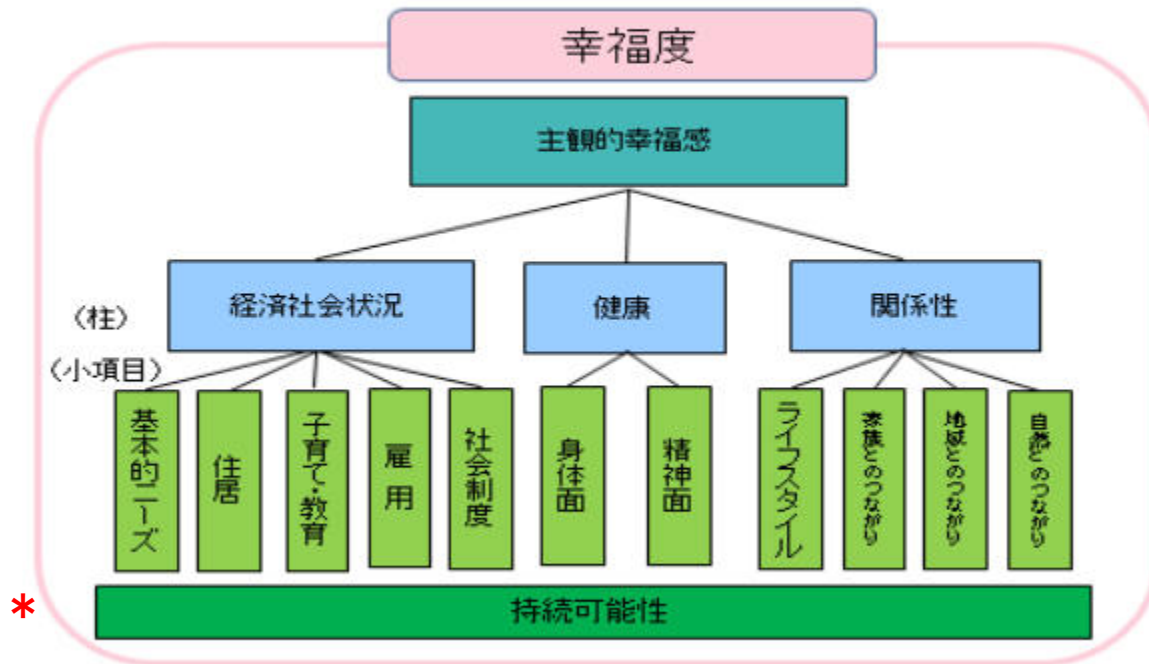 幸福度
主観的幸福感
経済社会状況
健康
関係性
〈柱〉
〈小項目〉
基本的ニーズ
住居
子育て・教育
雇用
社会制度
身体面
精神面
ライフスタイル
家族とのつながり
地域とのつながり
自然とのつながり
*
持続可能性